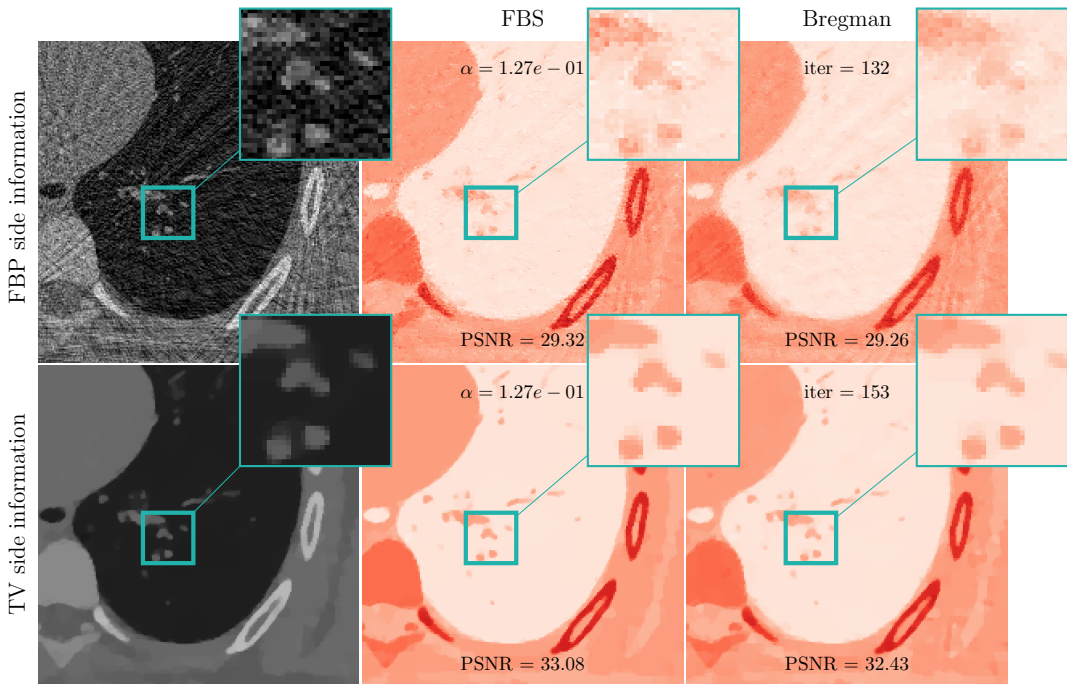 FBS
Bregman
FBP side information
α = 1.27e − 01
iter = 132
PSNR = 29.32
PSNR = 29.26
TV side information
α = 1.27e − 01
iter = 153
PSNR = 33.08
PSNR = 32.43